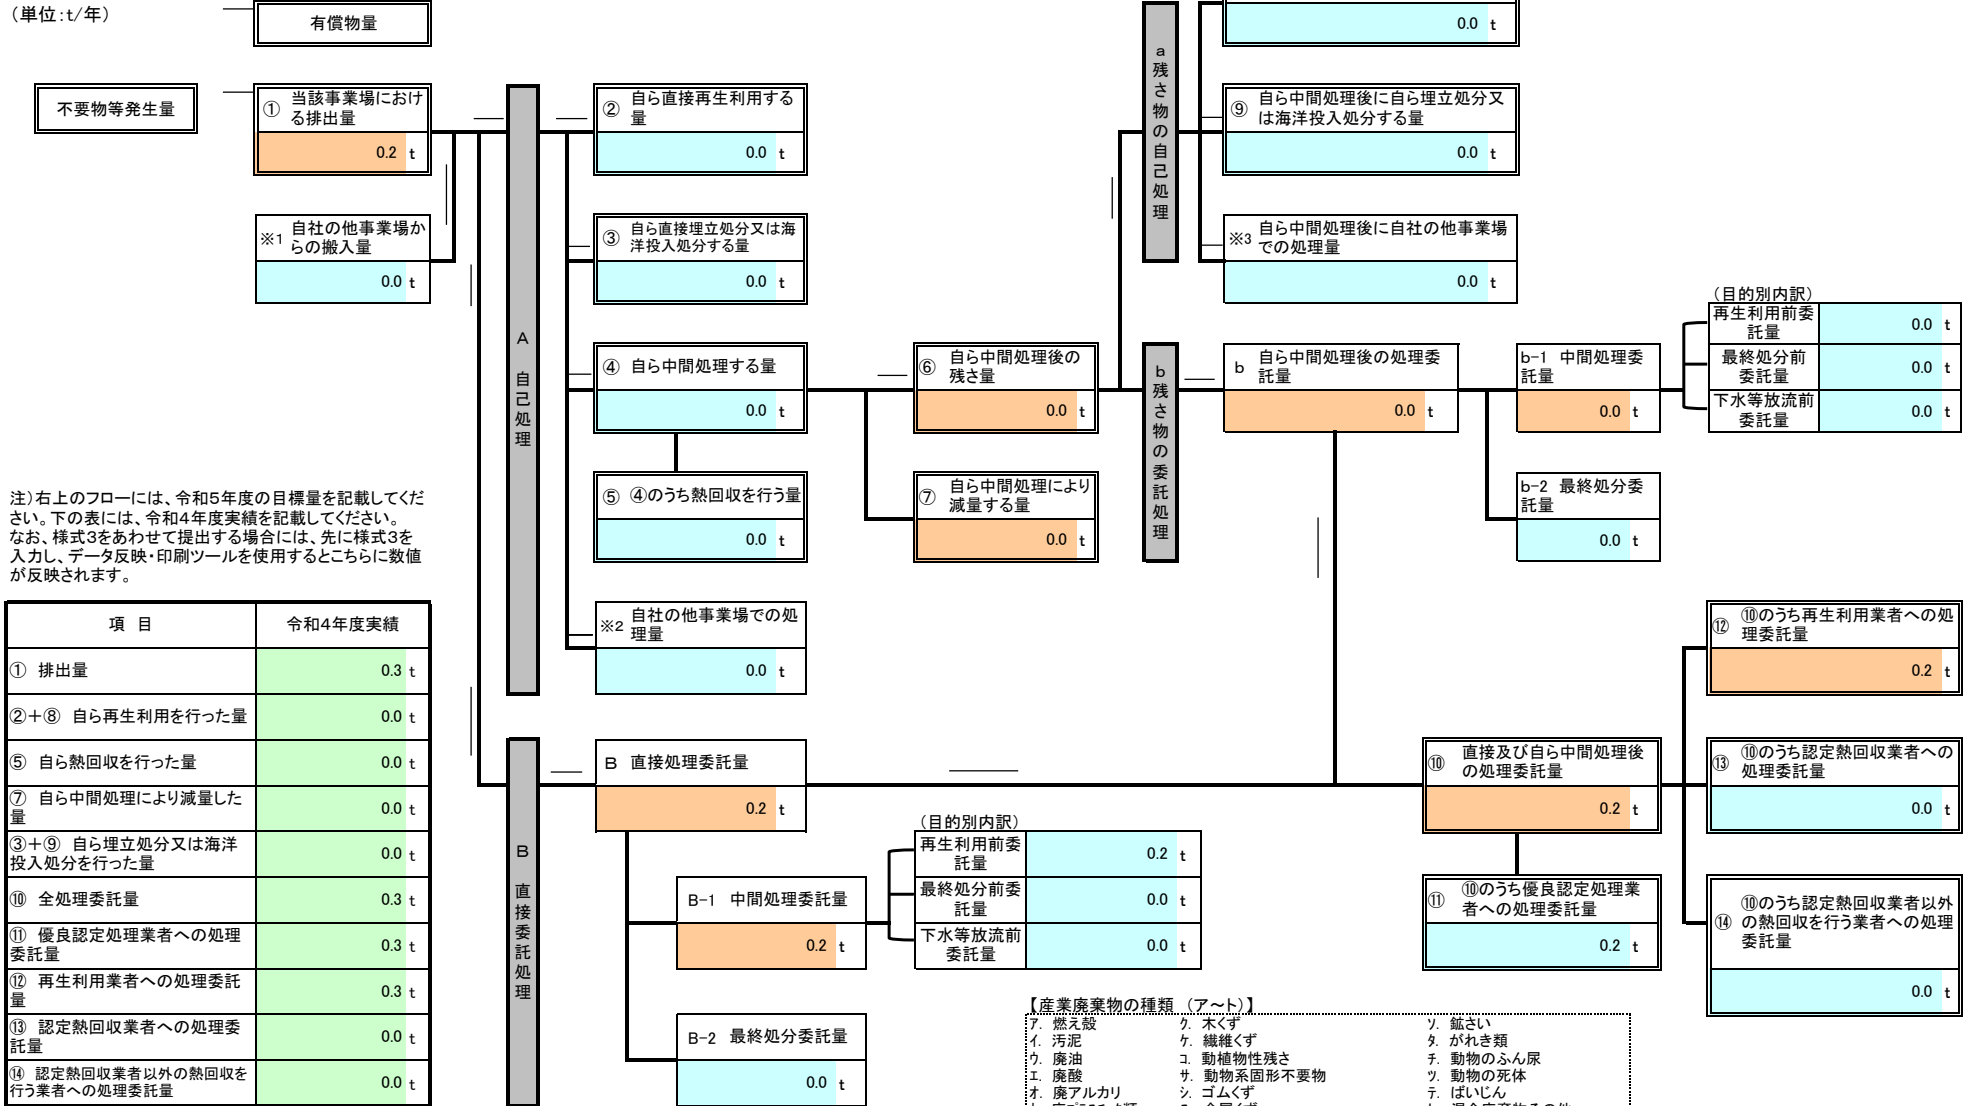 （単位：t/年）
有償物量
0.0 t
不要物等発生量
① 当該事業場におけ
る排出量
0.2 t
※1 自社の他事業場か
らの搬入量
0.0 t
A 自己処理
② 自ら直接再生利用する
量
0.0 t
③ 自ら直接埋立処分又は海
洋投入処分する量
0.0 t
④ 自ら中間処理する量
0.0 t
⑤ ④のうち熱回収を行う量
0.0 t
※2 自社の他事業場での処
理量
0.0 t
⑥ 自ら中間処理後の
残さ量
0.0 t
⑦ 自ら中間処理により
減量する量
0.0 t
a 残さ物の自己処理
⑨ 自ら中間処理後に自ら埋立処分又
は海洋投入処分する量
0.0 t
※3 自ら中間処理後に自社の他事業場
での処理量
0.0 t
b 残さ物の委託処理
b 自ら中間処理後の処理委
託量
0.0 t
b-1 中間処理委
託量
0.0 t
b-2 最終処分委
託量
0.0 t
（目的別内訳）
再生利用前委
託量
0.0 t
最終処分前
委託量
0.0 t
下水等放流前
委託量
0.0 t
注）右上のフローには、令和5年度の目標量を記載してくだ
さい。下の表には、令和4年度実績を記載してください。
なお、様式3をあわせて提出する場合には、先に様式3を
入力し、データ反映・印刷ツールを使用するとこちらに数値
が反映されます。
項 目 令和4年度実績
① 排出量 0.3 t
②＋⑧ 自ら再生利用を行った量 0.0 t
⑤ 自ら熱回収を行った量 0.0 t
⑦ 自ら中間処理により減量した
量 0.0 t
③＋⑨ 自ら埋立処分又は海洋
投入処分を行った量 0.0 t
⑩ 全処理委託量 0.3 t
⑪ 優良認定処理業者への処理
委託量 0.3 t
⑫ 再生利用業者への処理委託
量 0.3 t
⑬ 認定熱回収業者への処理委
託量 0.0 t
⑭ 認定熱回収業者以外の熱回収を
行う業者への処理委託量 0.0 t
B 直接委託処理
B 直接処理委託量
0.2 t
B-1 中間処理委託量
0.2 t
B-2 最終処分委託量
0.0 t
（目的別内訳）
再生利用前委
託量
0.2 t
最終処分前委
託量
0.0 t
下水等放流前
委託量
0.0 t
⑩ 直接及び自ら中間処理後
の処理委託量
0.2 t
⑪ ⑩のうち優良認定処理業
者への処理委託量
0.2 t
⑫ ⑩のうち再生利用業者への処
理委託量
0.2 t
⑬ ⑩のうち認定熱回収業者への
処理委託量
0.0 t
⑭ ⑩のうち認定熱回収業者以外
の熱回収を行う業者への処理
委託量
0.0 t
【産業廃棄物の種類 （ア～ト）】
ｱ. 燃え殻 ｸ. 木くず ｿ. 鉱さい
ｲ. 汚泥 ｹ. 繊維くず ﾀ. がれき類
ｳ. 廃油 ｺ. 動植物性残さ ﾁ. 動物のふん尿
ｴ. 廃酸 ｻ. 動物系固形不要物 ﾂ. 動物の死体
ｵ. 廃アルカリ ｼ. ゴムくず ﾃ. ばいじん